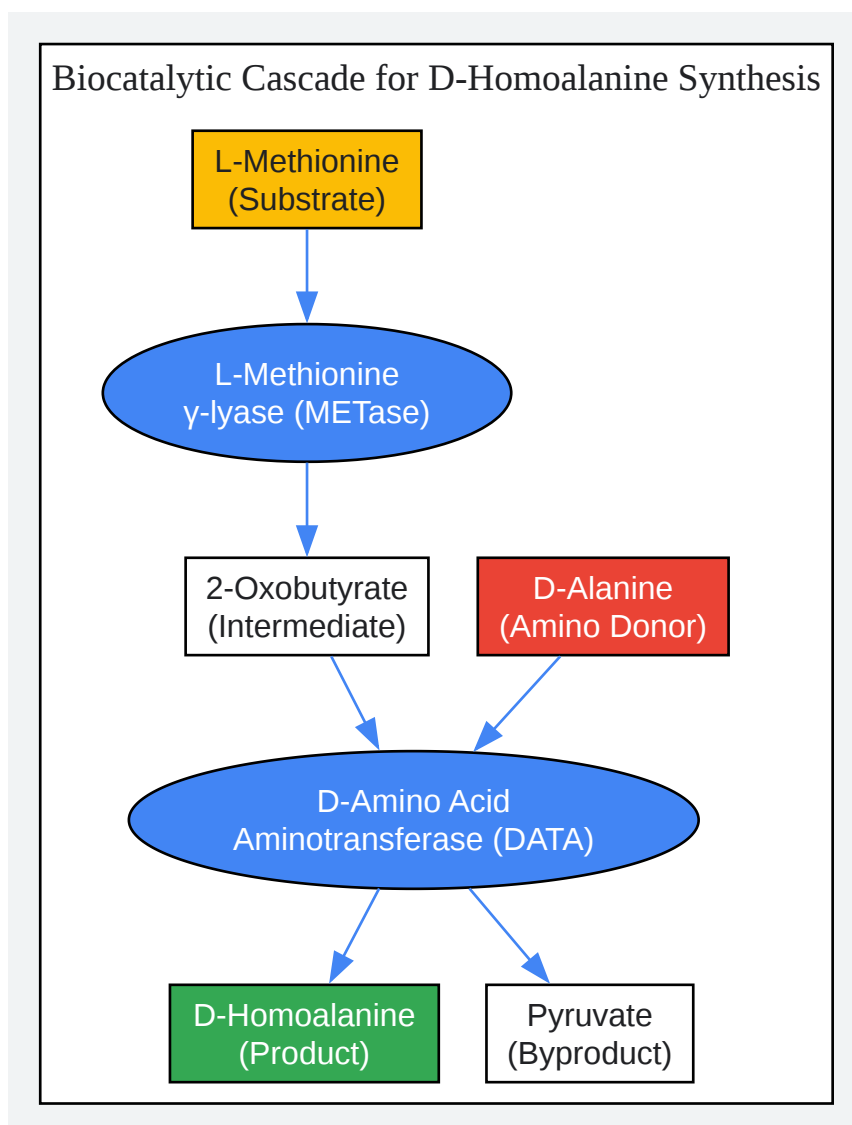 Biocatalytic Cascade for D-Homoalanine Synthesis
L-Methionine
(Substrate)
L-Methionine
γ-lyase (METase)
2-Oxobutyrate
(Intermediate)
D-Alanine
(Amino Donor)
D-Amino Acid
Aminotransferase (DATA)
D-Homoalanine
(Product)
Pyruvate
(Byproduct)